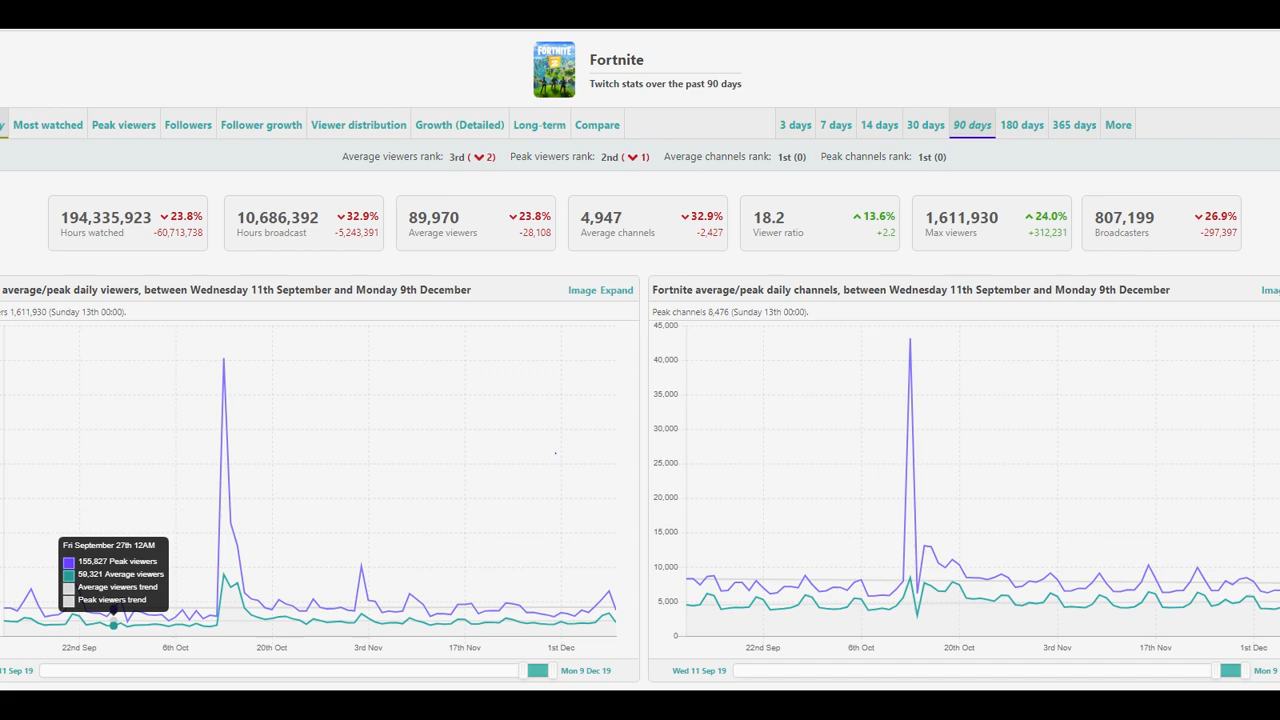 FORTNITE
2
Fortnite
Twitch stats over the past 90 days
y Most watched Peak viewers Followers Follower growth Viewer distribution Growth (Detailed) Long-term Compare 3 days 7 days 14 days 30 days 90 days 180 days 365 days More
Average viewers rank: 3rd ( 2) Peak viewers rank: 2nd ( 1) Average channels rank: 1st (0) Peak channels rank: 1st (0)
194,335,923 23.8% 10,686,392 32.9% 89,970 23.8% 4,947 32.9% 18.2 13.6% 1,611,930 24.0% 807,199 26.9%
Hours watched -60,713,738 Hours broadcast -5,243,391 Average viewers -28,108 Average channels -2,427 Viewer ratio +2.2 Max viewers +312,231 Broadcasters -297,397
average/peak daily viewers, between Wednesday 11th September and Monday 9th December Image Expand
rs 1,611,930 (Sunday 13th 00:00).
Fri September 27th 12AM
155,827 Peak viewers
59,321 Average viewers
Average viewers trend
Peak viewers trend
22nd Sep 6th Oct 20th Oct 3rd Nov 17th Nov 1st Dec
11 Sep 19 Mon 9 Dec 19
Fortnite average/peak daily channels, between Wednesday 11th September and Monday 9th December Ima
Peak channels 8,476 (Sunday 13th 00:00).
45,000
40,000
35,000
30,000
25,000
20,000
15,000
10,000
5,000
0
22nd Sep 6th Oct 20th Oct 3rd Nov 17th Nov 1st Dec
Wed 11 Sep 19 Mon 9